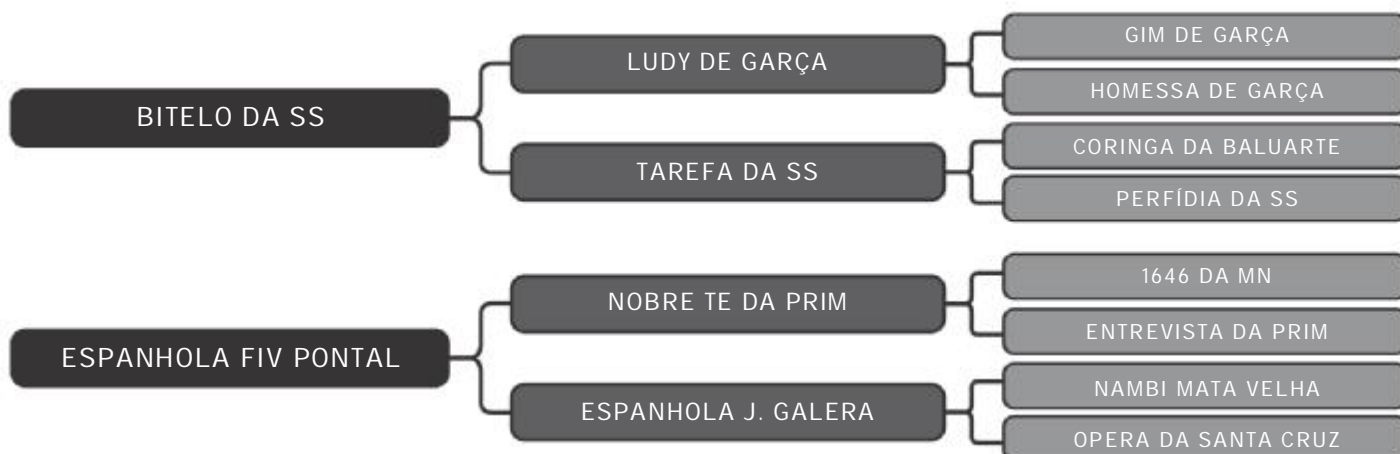 BITELO DA SS
LUDY DE GARÇA
GIM DE GARÇA
HOMESSA DE GARÇA
TAREFA DA SS
CORINGA DA BALUARTE
PERFÍDIA DA SS
ESPANHOLA FIV PONTAL
NOBRE TE DA PRIM
1646 DA MN
ENTREVISTA DA PRIM
ESPANHOLA J. GALERA
NAMBI MATA VELHA
OPERA DA SANTA CRUZ